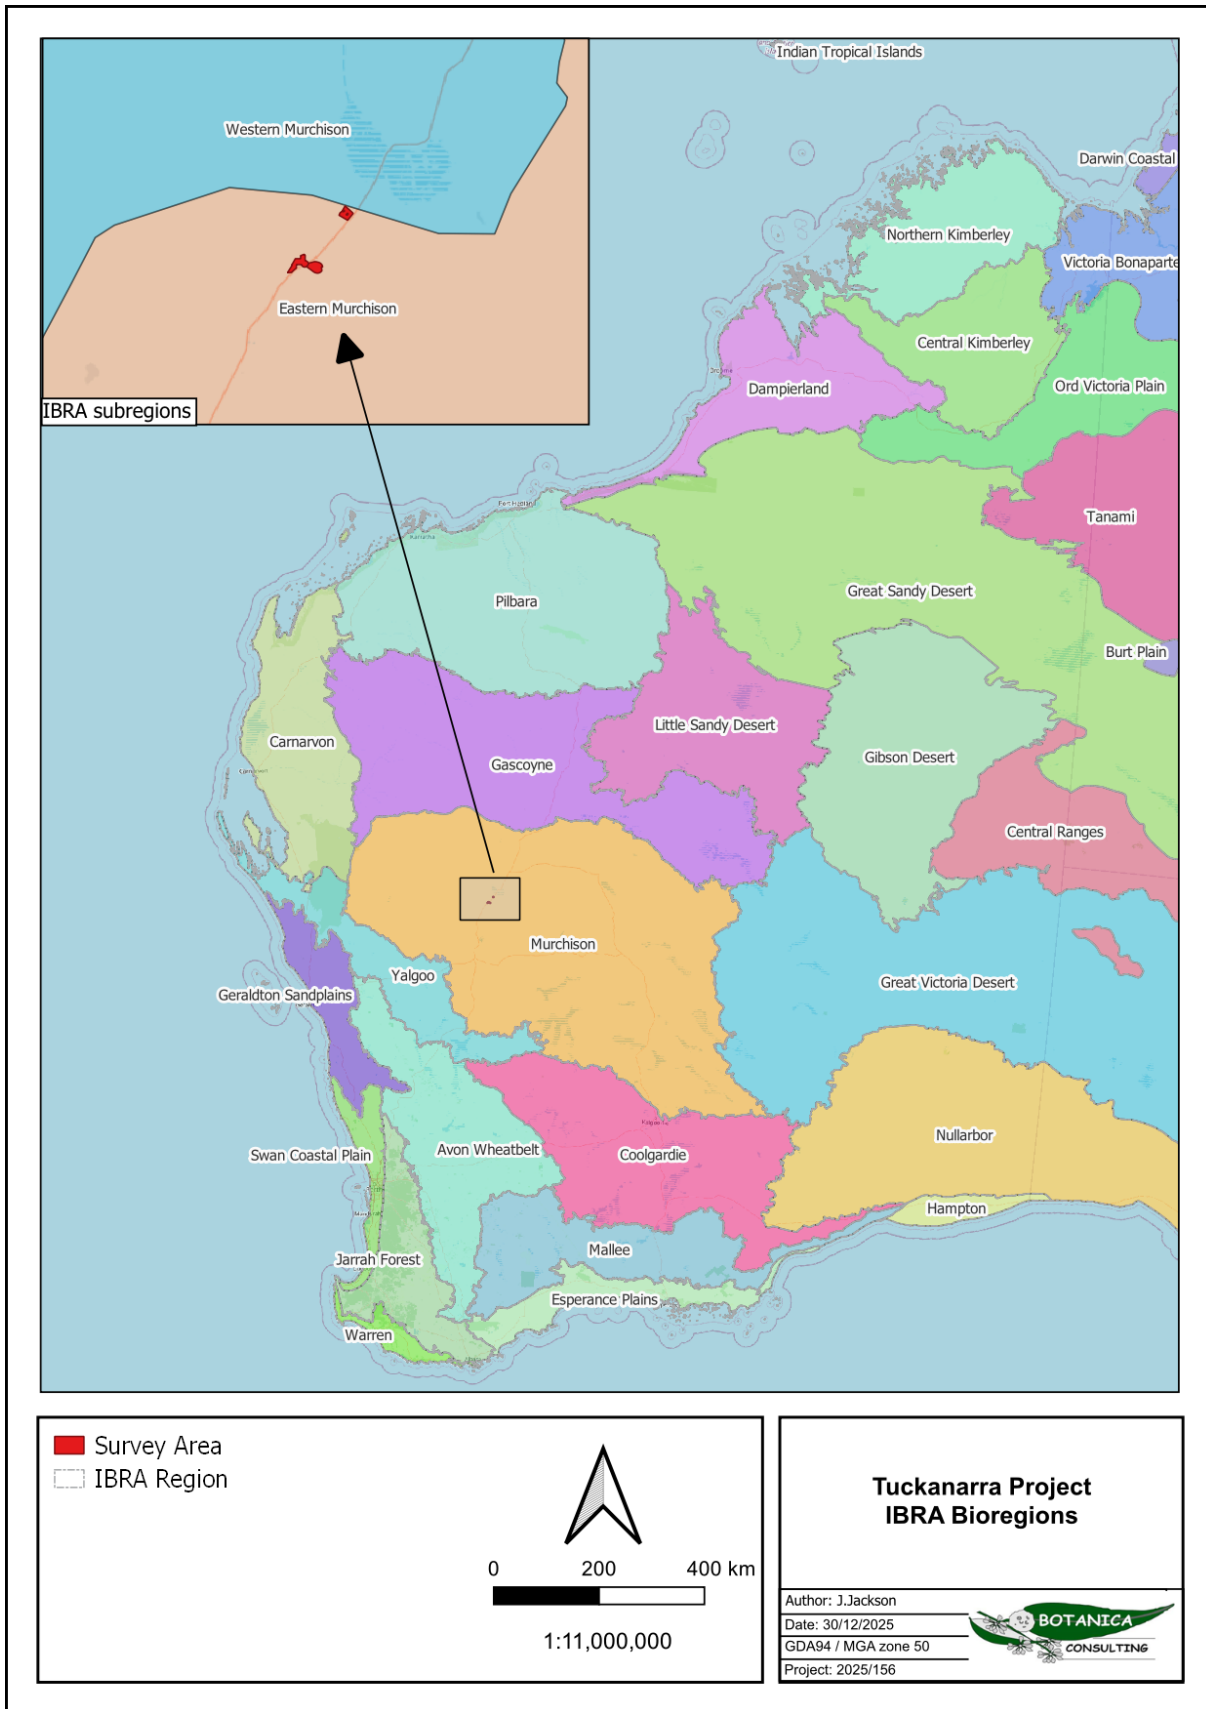 Indian Tropical Islands
Western Murchison
Darwin Coastal
Northern Kimberley
Victoria Bonaparte
Eastern Murchison
Central Kimberley
Dampierland
Ord Victoria Plain
IBRA subregions
Tanami
Karratha
Great Sandy Desert
Pilbara
Burt Plain
Little Sandy Desert
Carnarvon
Gibson Desert
Gascoyne
Central Ranges
Murchison
Yalgoo
Great Victoria Desert
Geraldton Sandplains
Nullarbor
Avon Wheatbelt
Swan Coastal Plain
Coolgardie
Hampton
Mallee
Jarrah Forest
Esperance Plains
Warren
Survey Area
IBRA Region
0 200 400 km
1:11,000,000
Tuckanarra Project
IBRA Bioregions
Author: J.Jackson
Date: 30/12/2025
GDA94 / MGA zone 50
Project: 2025/156
BOTANICA
CONSULTING